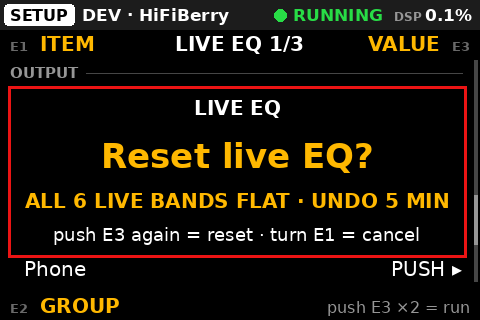 SETUP DEV · HiFiBerry ● RUNNING DSP 0.1%
E1 ITEM LIVE EQ 1/3 VALUE E3
OUTPUT
LIVE EQ
Reset live EQ?
ALL 6 LIVE BANDS FLAT · UNDO 5 MIN
push E3 again = reset · turn E1 = cancel
Phone PUSH ▸
E2 GROUP push E3 ×2 = run